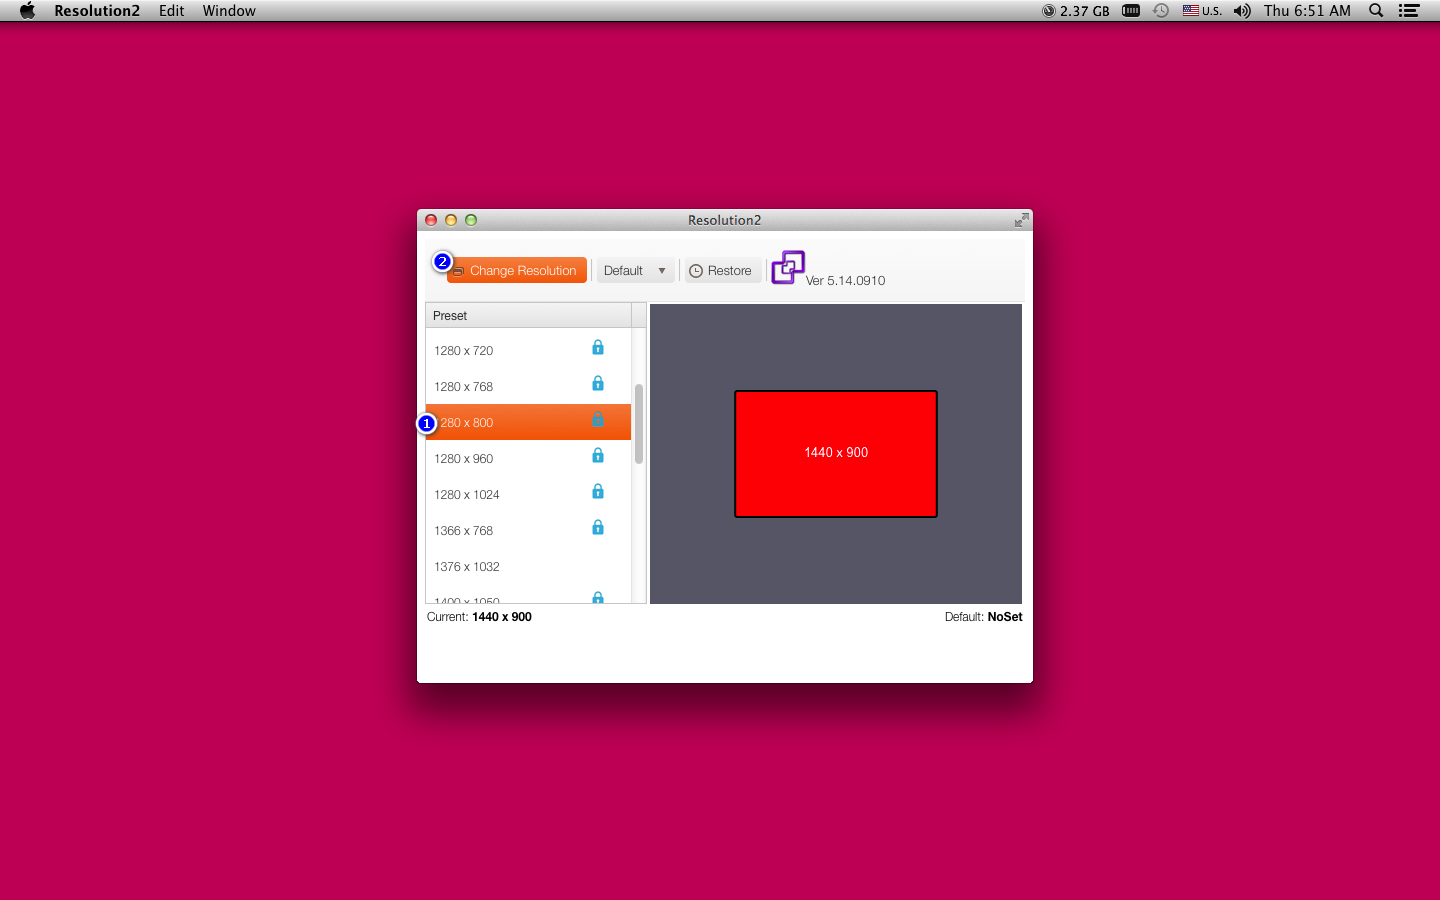 Resolution2 Edit Window 2.37 GB U.S. Thu 6:51 AM
Resolution2
2 Change Resolution Default Restore Ver 5.14.0910
Preset
1280 x 720
1280 x 768
1 280 x 800
1280 x 960
1280 x 1024
1366 x 768
1376 x 1032
1400 x 1050
1440 x 900
Current: 1440 x 900 Default: NoSet